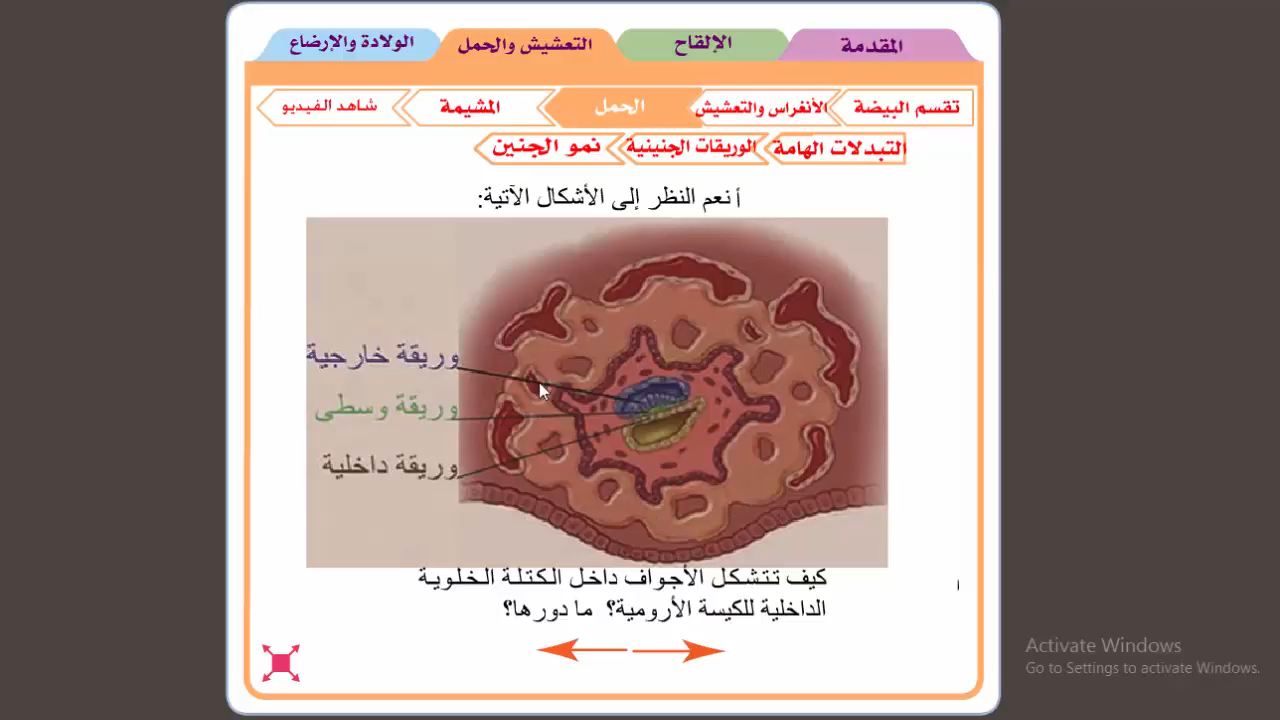 المقدمة
الإلقاح
التعشيش والحمل
الولادة والإرضاع
تقسم البيضة
الأنغراس والتعشيش
الحمل
المشيمة
شاهد الفيديو
التبدلات الهامة
الوريقات الجنينية
نمو الجنين
أنعم النظر إلى الأشكال الآتية:
وريقة خارجية
وريقة وسطى
وريقة داخلية
كيف تتشكل الأجواف داخل الكتلة الخلوية
الداخلية للكيسة الأرومية؟ ما دورها؟
Activate Windows
Go to Settings to activate Windows.